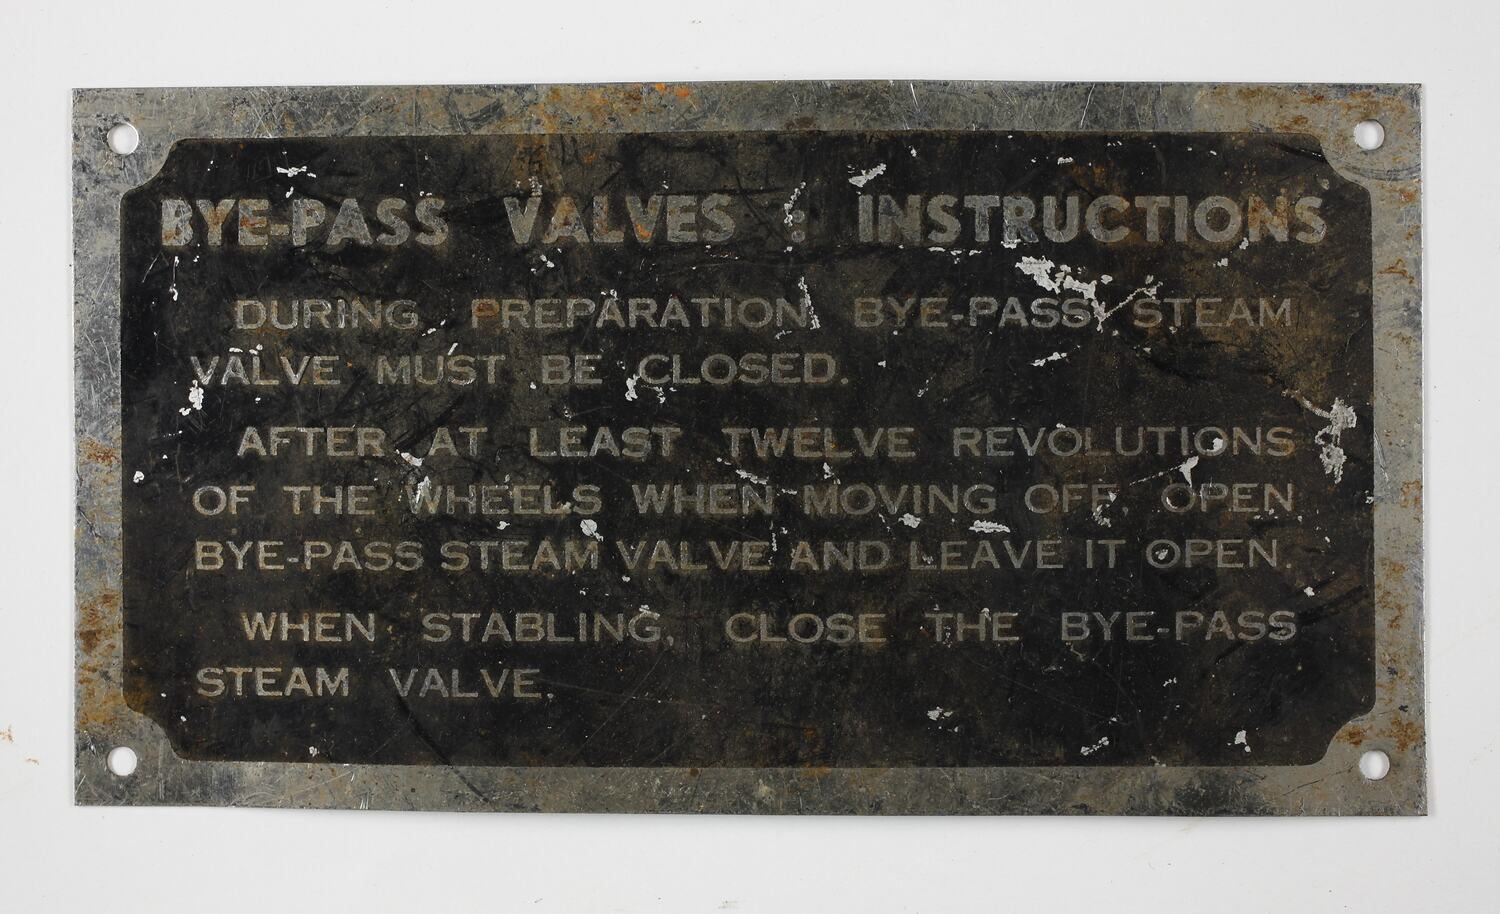 BYE-PASS VALVES : INSTRUCTIONS
DURING PREPARATION BYE-PASS STEAM
VALVE MUST BE CLOSED.
AFTER AT LEAST TWELVE REVOLUTIONS
OF THE WHEELS WHEN MOVING OFF, OPEN
BYE-PASS STEAM VALVE AND LEAVE IT OPEN.
WHEN STABLING, CLOSE THE BYE-PASS
STEAM VALVE.